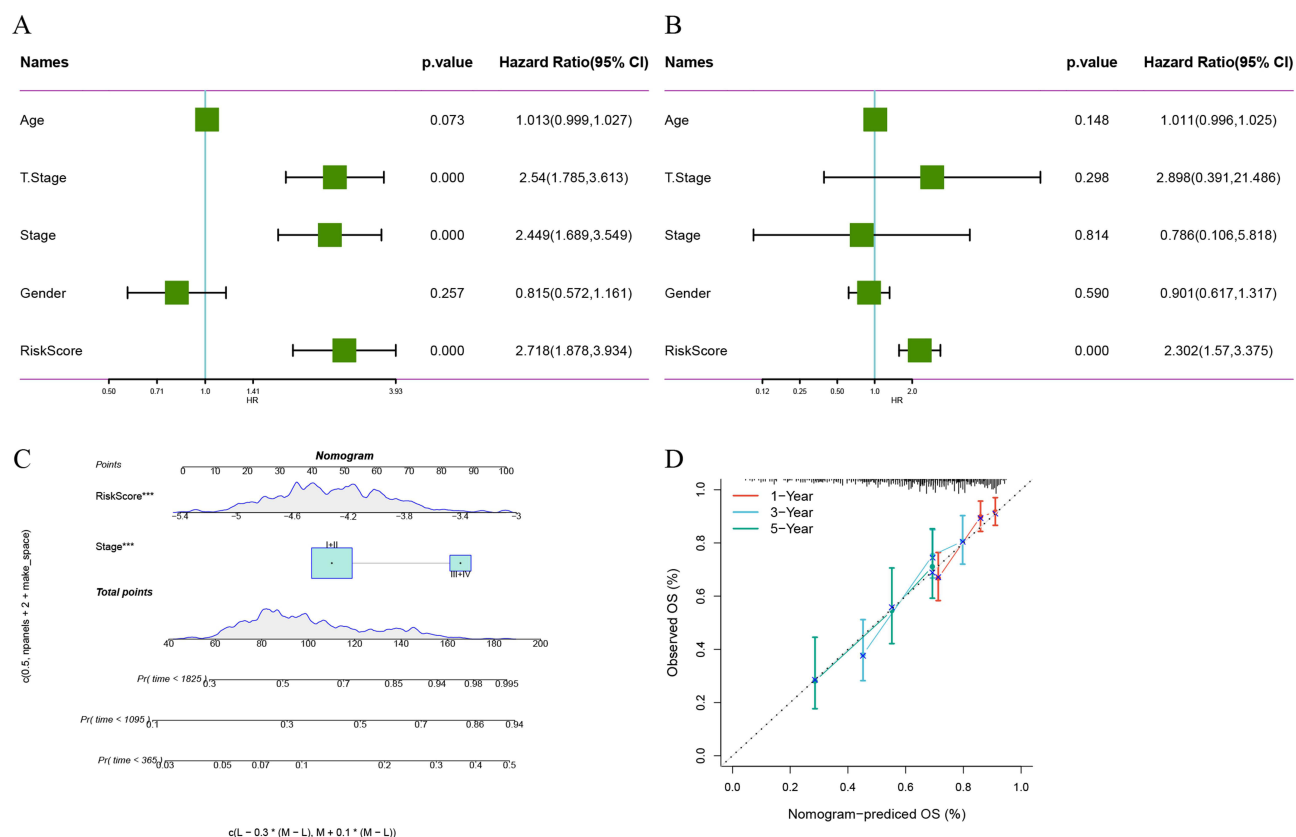 A
Names p.value Hazard Ratio(95% CI)
Age 0.073 1.013(0.999,1.027)
T.Stage 0.000 2.54(1.785,3.613)
Stage 0.000 2.449(1.689,3.549)
Gender 0.257 0.815(0.572,1.161)
RiskScore 0.000 2.718(1.878,3.934)
0.50 0.71 1.0 1.41 3.93
HR
B
Names p.value Hazard Ratio(95% CI)
Age 0.148 1.011(0.996,1.025)
T.Stage 0.298 2.898(0.391,21.486)
Stage 0.814 0.786(0.106,5.818)
Gender 0.590 0.901(0.617,1.317)
RiskScore 0.000 2.302(1.57,3.375)
0.12 0.25 0.50 1.0 2.0
HR
C
Nomogram
Points 0 10 20 30 40 50 60 70 80 90 100
RiskScore***
−5.4 −5 −4.6 −4.2 −3.8 −3.4 −3
Stage***
I+II
III+IV
Total points
40 60 80 100 120 140 160 180 200
Pr( time < 1825 ) 0.3 0.5 0.7 0.85 0.94 0.98 0.995
Pr( time < 1095 ) 0.1 0.3 0.5 0.7 0.86 0.94
Pr( time < 365 ) 0.03 0.05 0.07 0.1 0.2 0.3 0.4 0.5
c(0.5, npanels + 2 + make_space)
c(L − 0.3 * (M − L), M + 0.1 * (M − L))
D
1−Year
3−Year
5−Year
Observed OS (%)
1.0
0.8
0.6
0.4
0.2
0.0
0.0 0.2 0.4 0.6 0.8 1.0
Nomogram−prediced OS (%)